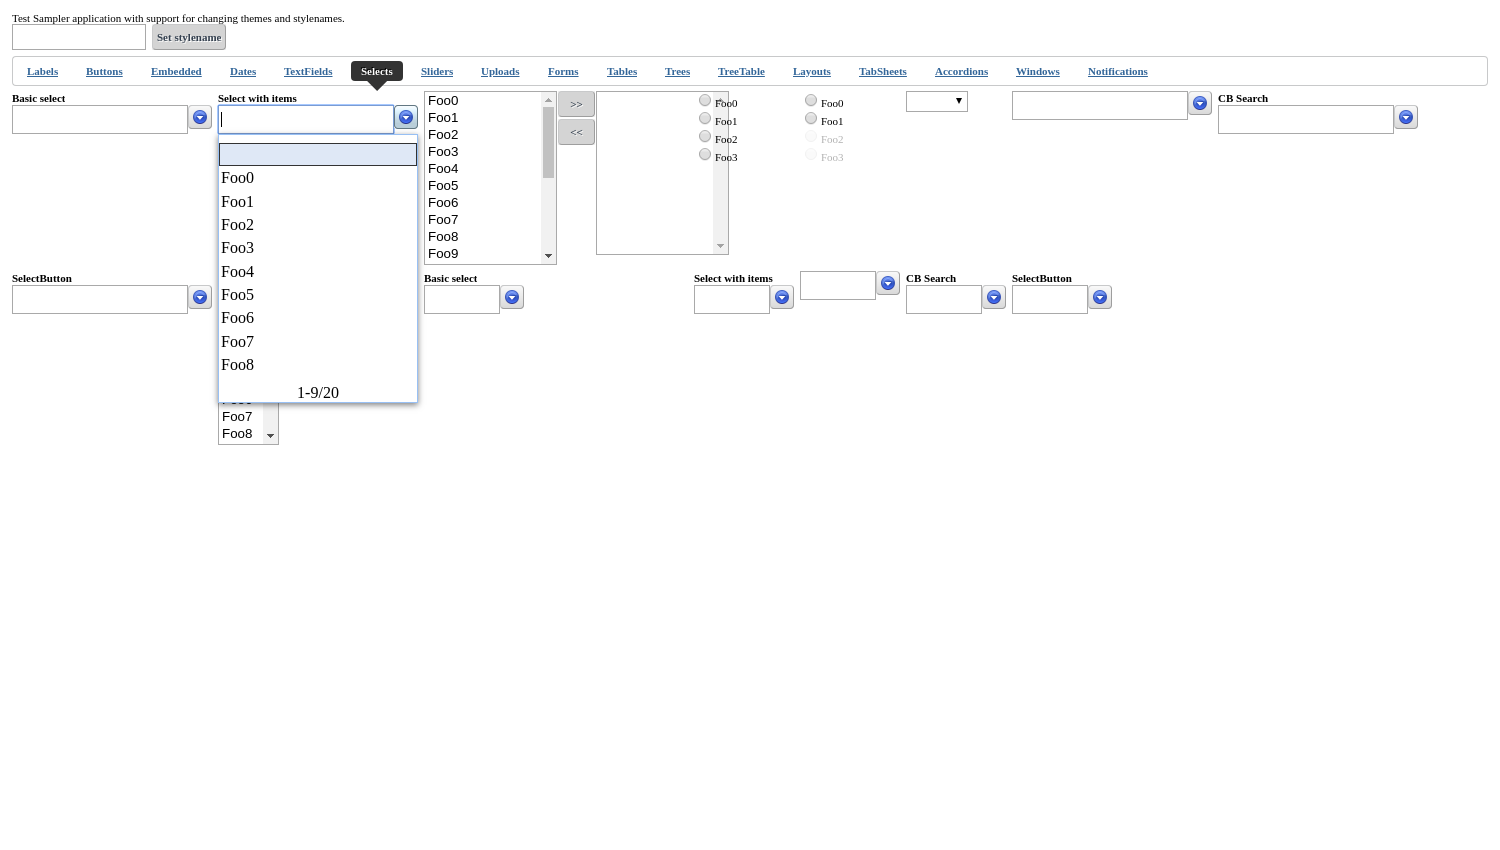 Test Sampler application with support for changing themes and stylenames.
Set stylename
Labels Buttons Embedded Dates TextFields Selects Sliders Uploads Forms Tables Trees TreeTable Layouts TabSheets Accordions Windows Notifications
Basic select
Select with items
Foo0
Foo1
Foo2
Foo3
Foo4
Foo5
Foo6
Foo7
Foo8
1-9/20
Foo0
Foo1
Foo2
Foo3
Foo4
Foo5
Foo6
Foo7
Foo8
Foo9
>>
<<
Foo0
Foo1
Foo2
Foo3
Foo0
Foo1
Foo2
Foo3
CB Search
SelectButton
Foo7
Foo8
Basic select
Select with items
CB Search
SelectButton